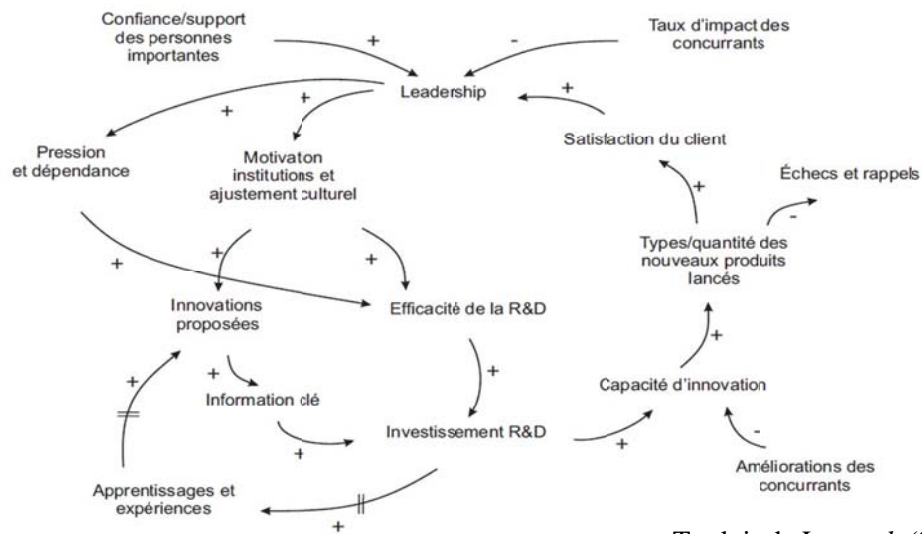 Confiance/support
des personnes
importantes
+
-
Taux d'impact des
concurrants
Leadership
+
+
+
Pression
et dépendance
Motivaton
institutions et
ajustement culturel
Satisfaction du client
Échecs et rappels
+
-
Types/quantité des
nouveaux produits
lancés
+
+
+
Innovations
proposées
Efficacité de la R&D
+
+
+
+
Information clé
Capacité d'innovation
+
Investissement R&D
+
-
Améliorations des
concurrants
Apprentissages et
expériences
+